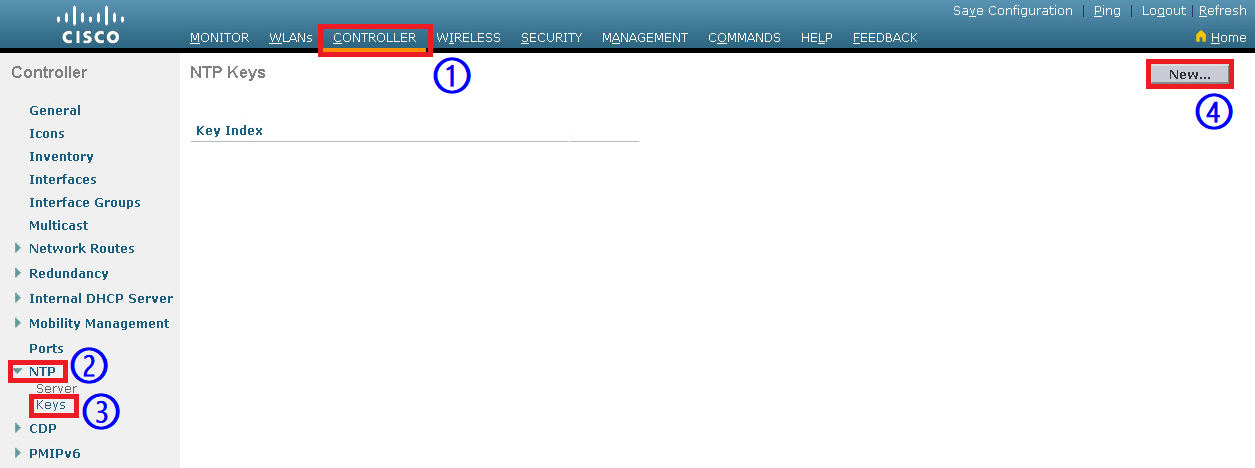 Save Configuration | Ping | Logout | Refresh
CISCO
MONITOR WLANs CONTROLLER WIRELESS SECURITY MANAGEMENT COMMANDS HELP FEEDBACK Home
1
Controller
NTP Keys
New...
4
General
Icons
Inventory
Interfaces
Interface Groups
Multicast
Network Routes
Redundancy
Internal DHCP Server
Mobility Management
Ports
NTP
2
Server
Keys
3
CDP
PMIPv6
Key Index